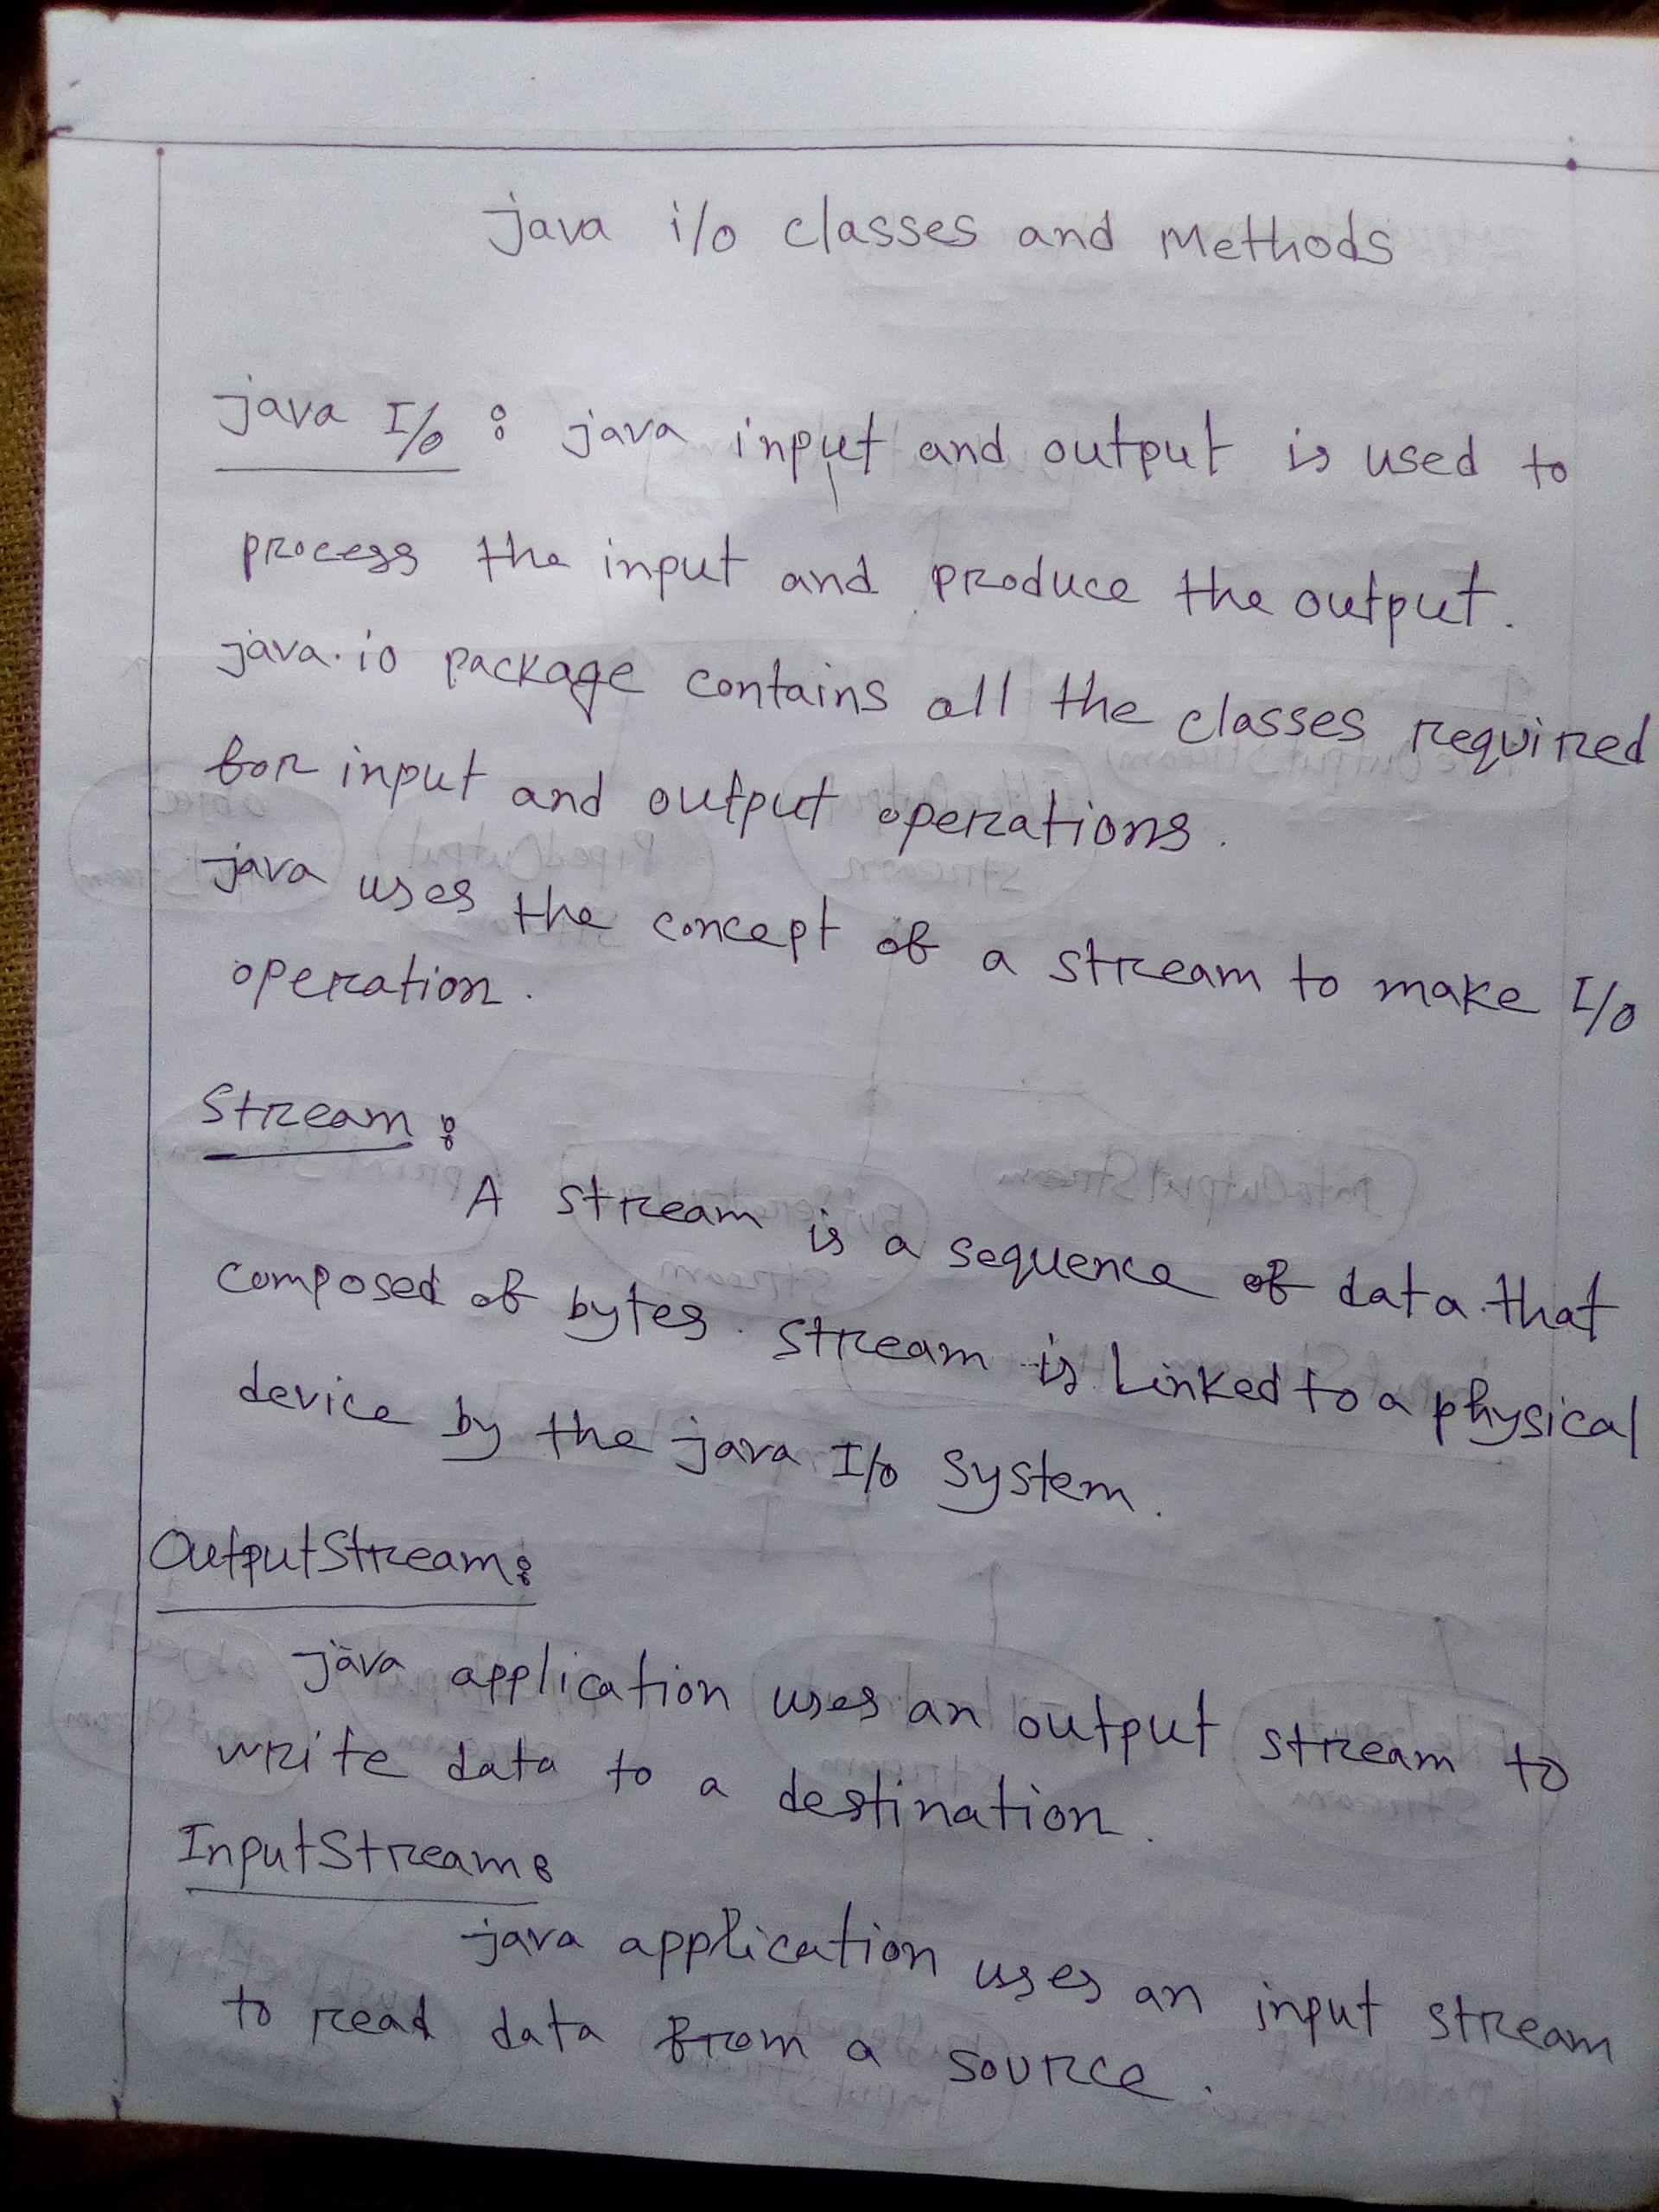 java i/o classes and Methods
java I/o : java input and output is used to
process the input and produce the output.
java.io package contains all the classes required
for input and output operations.
java uses the concept of a stream to make I/o
operation.
Stream :
A stream is a sequence of data that
composed of bytes. stream is Linked to a physical
device by the java I/o System.
OutputStream:
java application uses an output stream to
write data to a destination.
InputStream:
java application uses an input stream
to read data from a source.